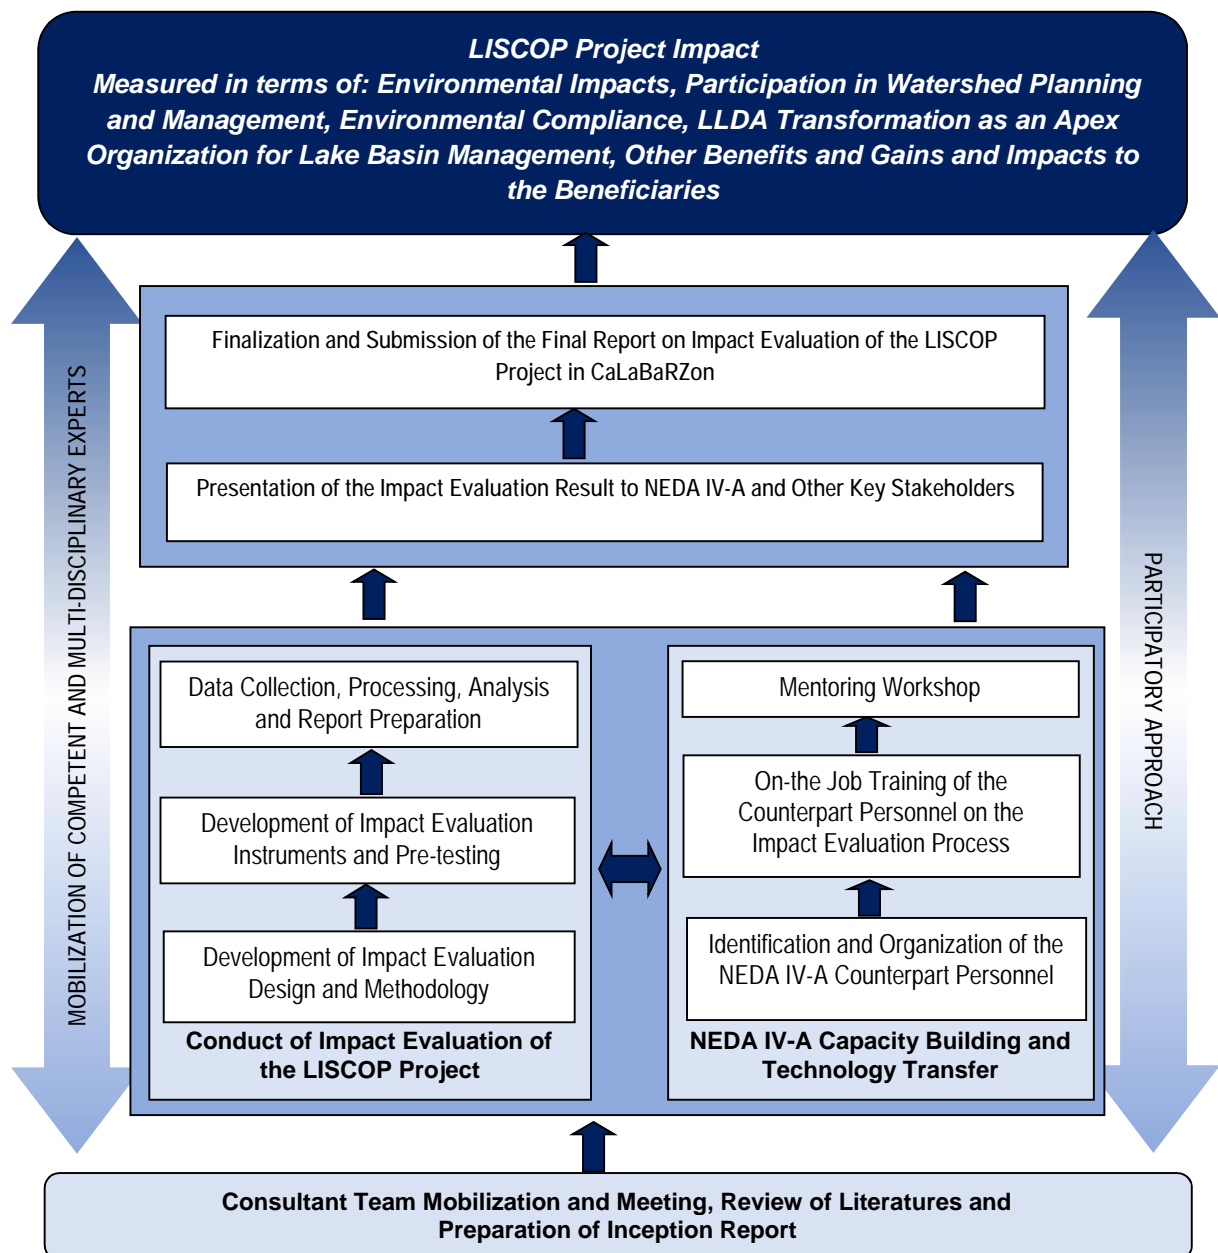 LISCOP Project Impact
Measured in terms of: Environmental Impacts, Participation in Watershed Planning
and Management, Environmental Compliance, LLDA Transformation as an Apex
Organization for Lake Basin Management, Other Benefits and Gains and Impacts to
the Beneficiaries
MOBILIZATION OF COMPETENT AND MULTI-DISCIPLINARY EXPERTS
Finalization and Submission of the Final Report on Impact Evaluation of the LISCOP
Project in CaLaBaRZon
Presentation of the Impact Evaluation Result to NEDA IV-A and Other Key Stakeholders
PARTICIPATORY APPROACH
Data Collection, Processing, Analysis
and Report Preparation
Development of Impact Evaluation
Instruments and Pre-testing
Development of Impact Evaluation
Design and Methodology
Conduct of Impact Evaluation of
the LISCOP Project
Mentoring Workshop
On-the Job Training of the
Counterpart Personnel on the
Impact Evaluation Process
Identification and Organization of the
NEDA IV-A Counterpart Personnel
NEDA IV-A Capacity Building and
Technology Transfer
Consultant Team Mobilization and Meeting, Review of Literatures and
Preparation of Inception Report